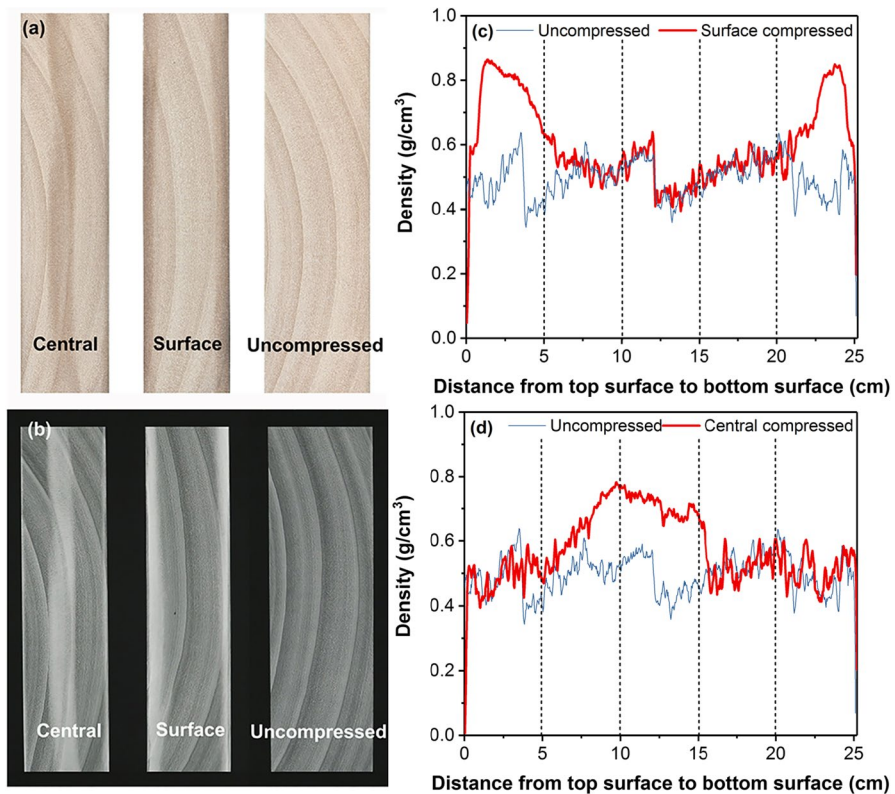 (a)
Central
Surface
Uncompressed
(b)
Central
Surface
Uncompressed
(c)
Uncompressed
Surface compressed
Density (g/cm³)
1.0
0.8
0.6
0.4
0.2
0.0
0
5
10
15
20
25
Distance from top surface to bottom surface (cm)
(d)
Uncompressed
Central compressed
Density (g/cm³)
1.0
0.8
0.6
0.4
0.2
0.0
0
5
10
15
20
25
Distance from top surface to bottom surface (cm)